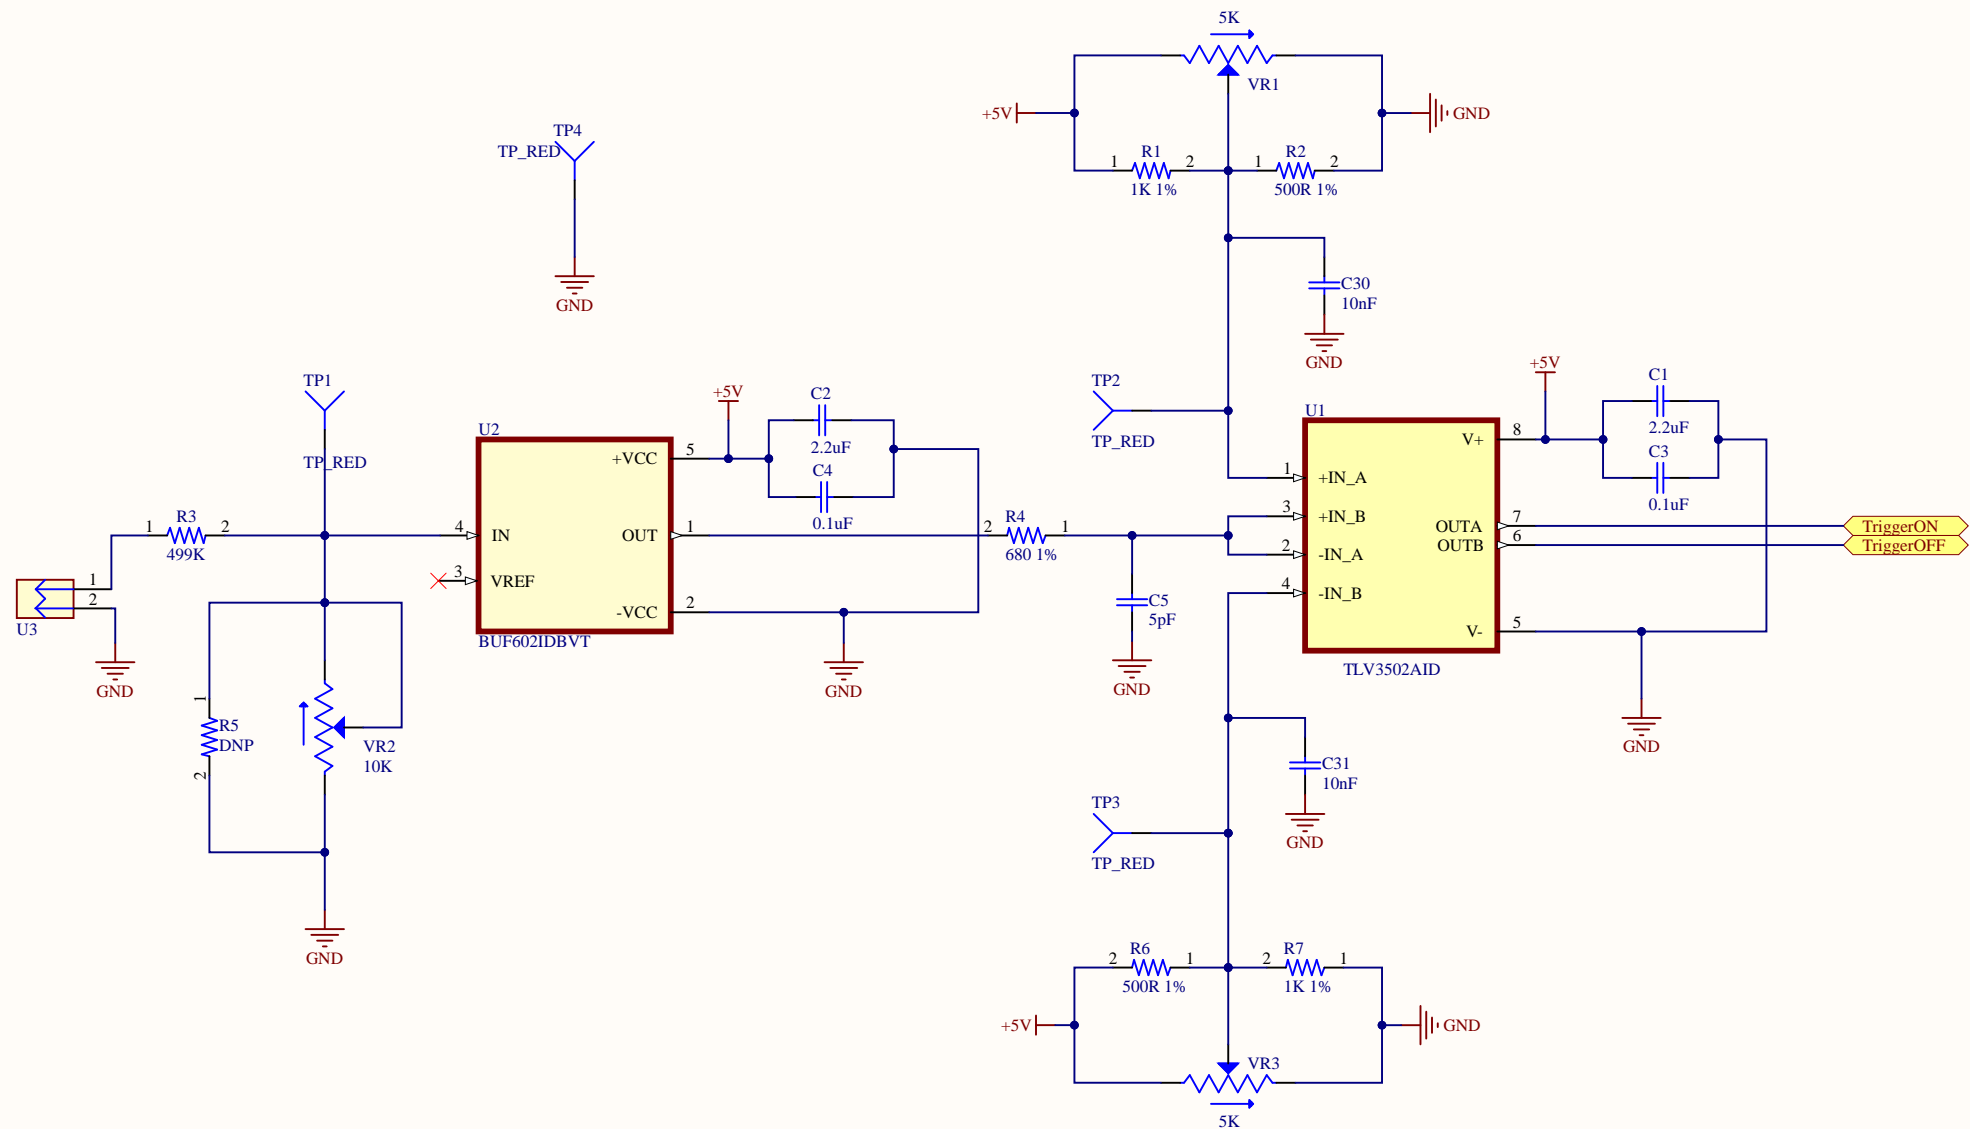 5K
VR1
+5V
GND
1 R1 2
1K 1%
1 R2 2
500R 1%
TP4
TP_RED
GND
C30
10nF
GND
TP1
TP_RED
TP2
TP_RED
+5V
C2
2.2uF
C4
0.1uF
U2
+VCC 5
4 IN
OUT 1
3 VREF
-VCC 2
BUF602IDBVT
GND
1 R3 2
499K
1
2
U3
GND
1
R5
DNP
2
VR2
10K
GND
2 R4 1
680 1%
C5
5pF
GND
U1
1 +IN_A
3 +IN_B
2 -IN_A
4 -IN_B
V+ 8
OUTA 7
OUTB 6
V- 5
TLV3502AID
+5V
C1
2.2uF
C3
0.1uF
TriggerON
TriggerOFF
GND
C31
10nF
GND
TP3
TP_RED
2 R6 1
500R 1%
2 R7 1
1K 1%
+5V
GND
VR3
5K